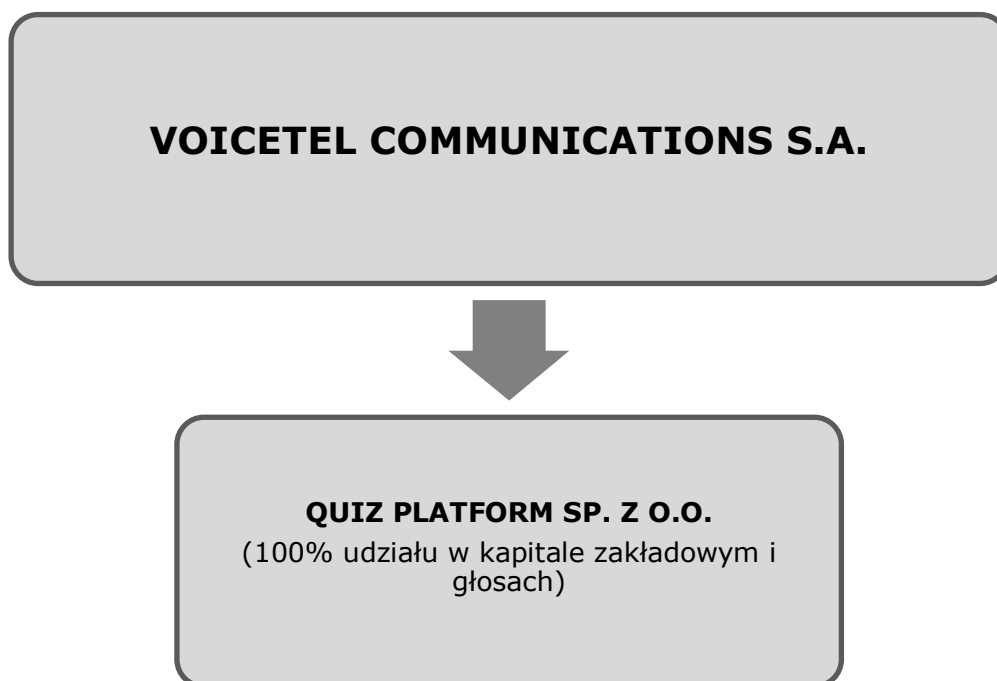 VOICETEL COMMUNICATIONS S.A.
QUIZ PLATFORM SP. Z O.O.
(100% udziału w kapitale zakładowym i
głosach)